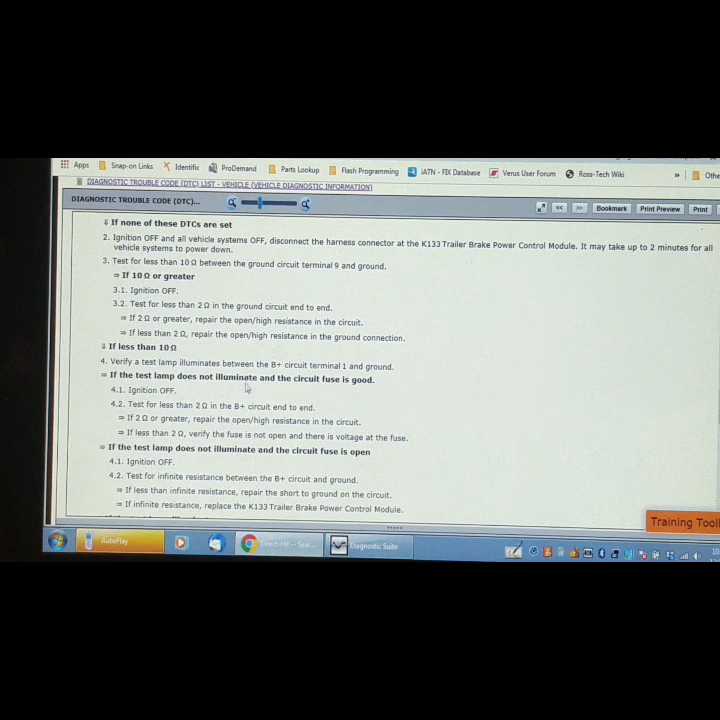 Apps Snap-on Links Identifix ProDemand Parts Lookup Flash Programming iATN - FIX Database Verus User Forum Ross-Tech Wiki » Othe
DIAGNOSTIC TROUBLE CODE (DTC) LIST - VEHICLE (VEHICLE DIAGNOSTIC INFORMATION)
DIAGNOSTIC TROUBLE CODE (DTC)... << >> Bookmark Print Preview Print
⇓ If none of these DTCs are set
2. Ignition OFF and all vehicle systems OFF, disconnect the harness connector at the K133 Trailer Brake Power Control Module. It may take up to 2 minutes for all
vehicle systems to power down.
3. Test for less than 10 Ω between the ground circuit terminal 9 and ground.
⇒ If 10 Ω or greater
3.1. Ignition OFF.
3.2. Test for less than 2 Ω in the ground circuit end to end.
⇒ If 2 Ω or greater, repair the open/high resistance in the circuit.
⇒ If less than 2 Ω, repair the open/high resistance in the ground connection.
⇓ If less than 10 Ω
4. Verify a test lamp illuminates between the B+ circuit terminal 1 and ground.
⇒ If the test lamp does not illuminate and the circuit fuse is good.
4.1. Ignition OFF.
4.2. Test for less than 2 Ω in the B+ circuit end to end.
⇒ If 2 Ω or greater, repair the open/high resistance in the circuit.
⇒ If less than 2 Ω, verify the fuse is not open and there is voltage at the fuse.
⇒ If the test lamp does not illuminate and the circuit fuse is open
4.1. Ignition OFF.
4.2. Test for infinite resistance between the B+ circuit and ground.
⇒ If less than infinite resistance, repair the short to ground on the circuit.
⇒ If infinite resistance, replace the K133 Trailer Brake Power Control Module.
Training Tool
AutoPlay Direct-Hit -- Sear... Diagnostic Suite